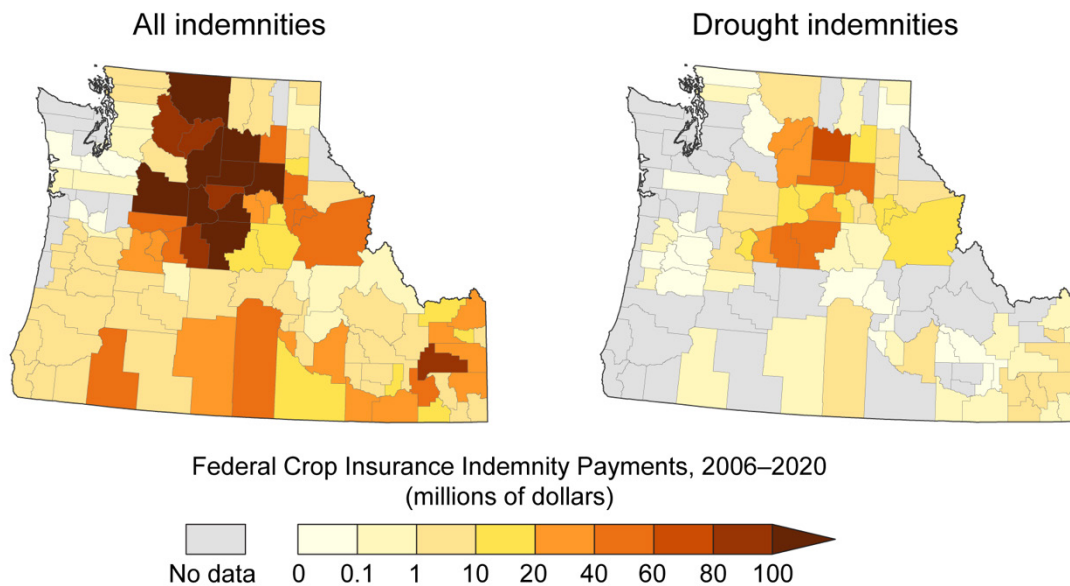 All indemnities
Drought indemnities
Federal Crop Insurance Indemnity Payments, 2006–2020
(millions of dollars)
No data
0 0.1 1 10 20 40 60 80 100